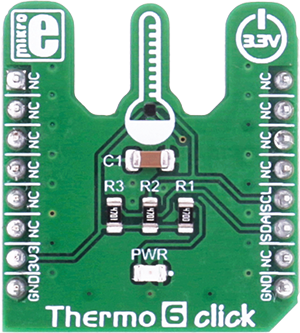 mikro
e
3.3V
NC
NC
NC
NC
NC
NC
3V3
GND
NC
NC
NC
NC
SCL
SDA
NC
GND
C1
R3 R2 R1
PWR
Thermo 6 click